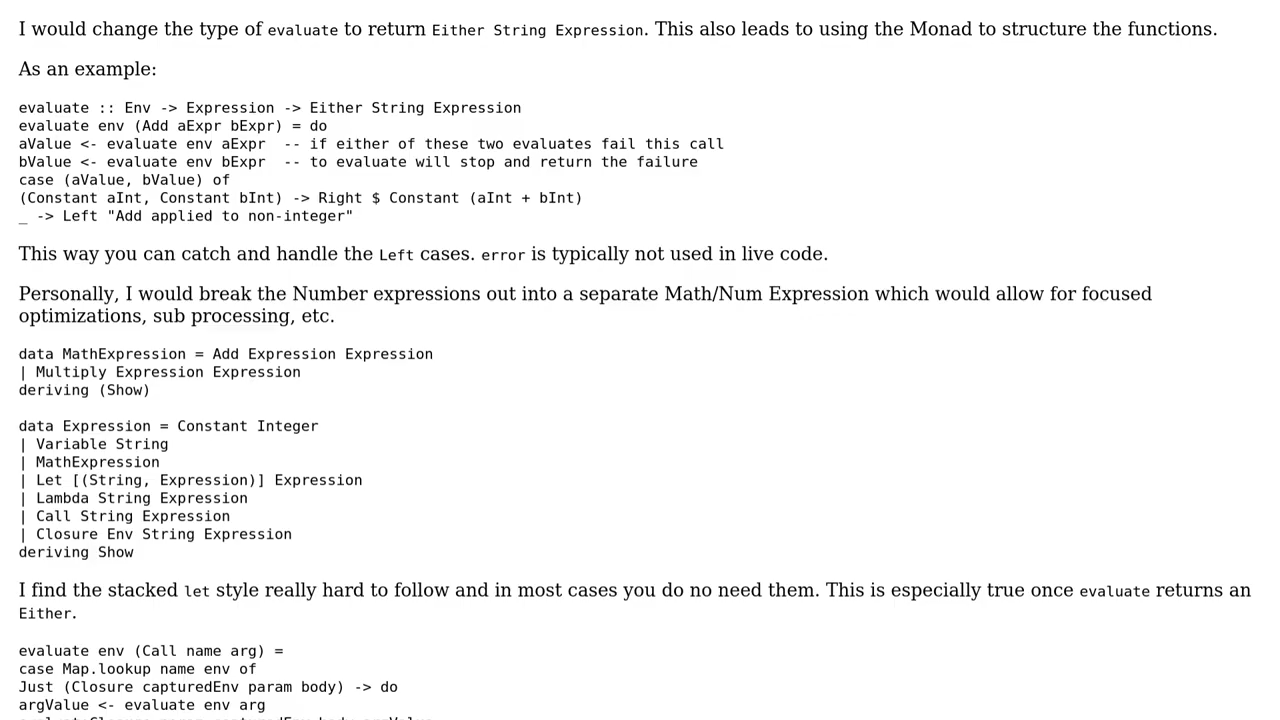 I would change the type of evaluate to return Either String Expression. This also leads to using the Monad to structure the functions.
As an example:
evaluate :: Env -> Expression -> Either String Expression
evaluate env (Add aExpr bExpr) = do
aValue <- evaluate env aExpr  -- if either of these two evaluates fail this call
bValue <- evaluate env bExpr  -- to evaluate will stop and return the failure
case (aValue, bValue) of
(Constant aInt, Constant bInt) -> Right $ Constant (aInt + bInt)
_ -> Left "Add applied to non-integer"
This way you can catch and handle the Left cases. error is typically not used in live code.
Personally, I would break the Number expressions out into a separate Math/Num Expression which would allow for focused
optimizations, sub processing, etc.
data MathExpression = Add Expression Expression
| Multiply Expression Expression
deriving (Show)
data Expression = Constant Integer
| Variable String
| MathExpression
| Let [(String, Expression)] Expression
| Lambda String Expression
| Call String Expression
| Closure Env String Expression
deriving Show
I find the stacked let style really hard to follow and in most cases you do no need them. This is especially true once evaluate returns an
Either.
evaluate env (Call name arg) =
case Map.lookup name env of
Just (Closure capturedEnv param body) -> do
argValue <- evaluate env arg